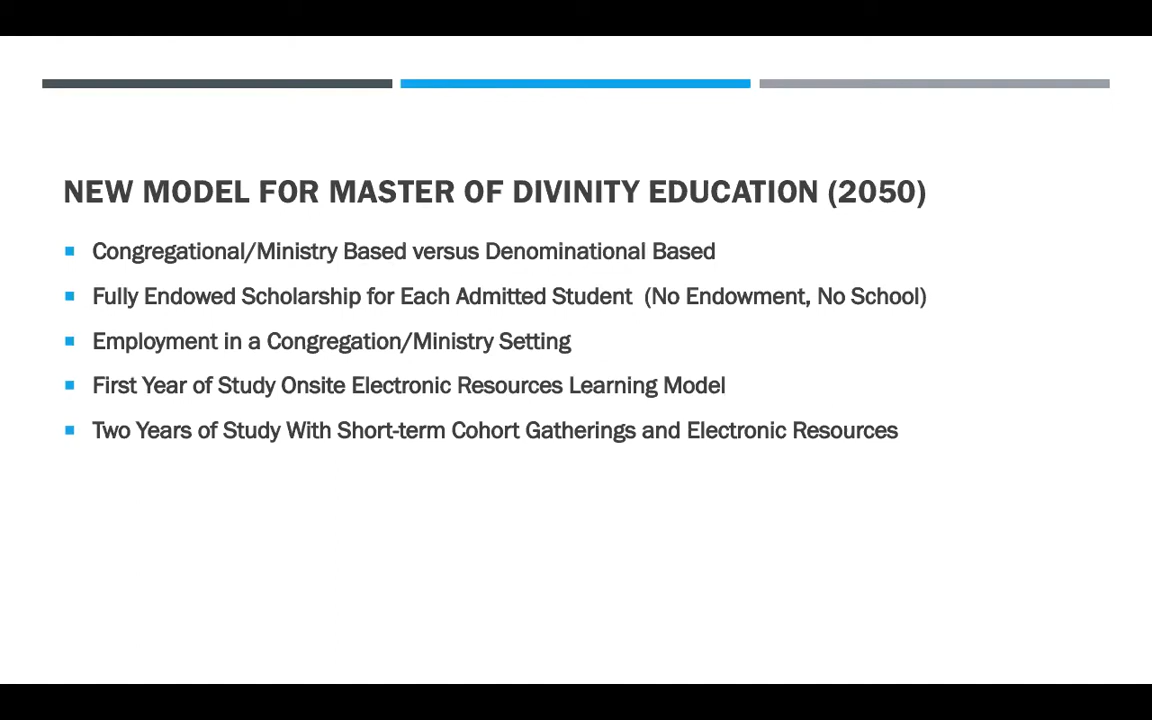 NEW MODEL FOR MASTER OF DIVINITY EDUCATION (2050)
Congregational/Ministry Based versus Denominational Based
Fully Endowed Scholarship for Each Admitted Student (No Endowment, No School)
Employment in a Congregation/Ministry Setting
First Year of Study Onsite Electronic Resources Learning Model
Two Years of Study With Short-term Cohort Gatherings and Electronic Resources